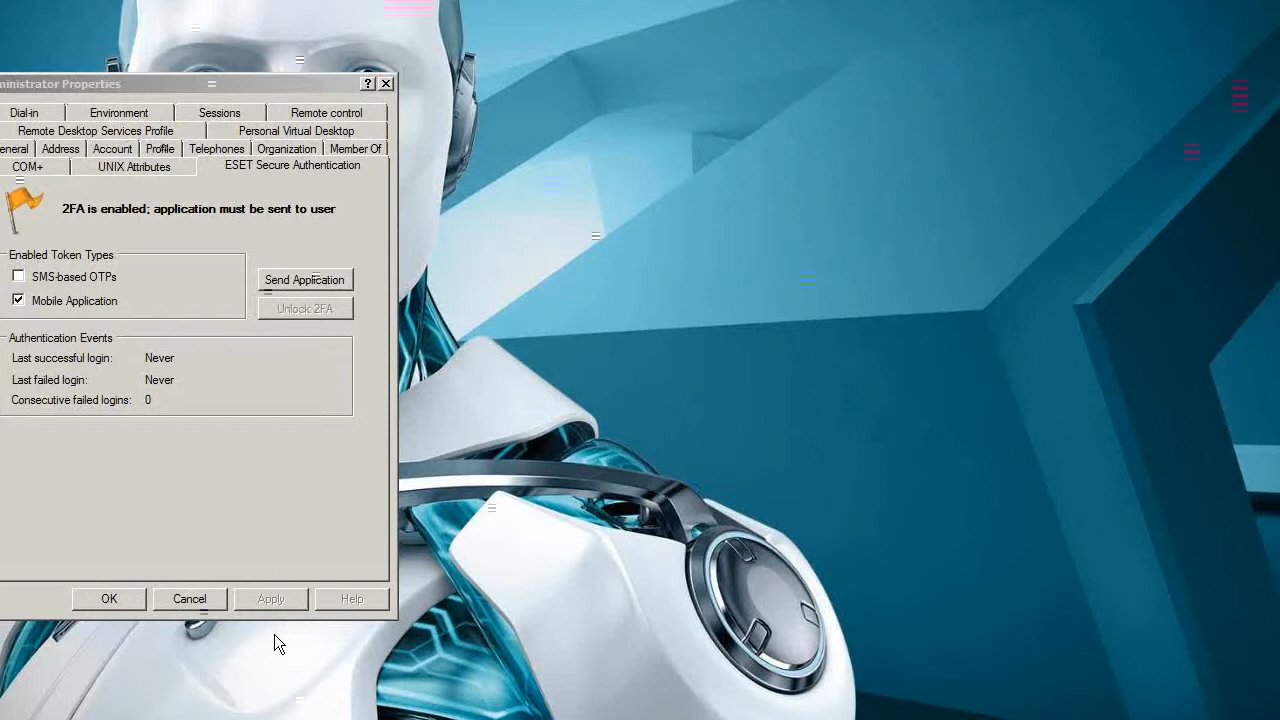 ministrator Properties
Dial-in Environment Sessions Remote control
Remote Desktop Services Profile Personal Virtual Desktop
eneral Address Account Profile Telephones Organization Member Of
COM+ UNIX Attributes ESET Secure Authentication
2FA is enabled; application must be sent to user
Enabled Token Types
SMS-based OTPs
Mobile Application
Send Application
Unlock 2FA
Authentication Events
Last successful login: Never
Last failed login: Never
Consecutive failed logins: 0
OK Cancel Apply Help